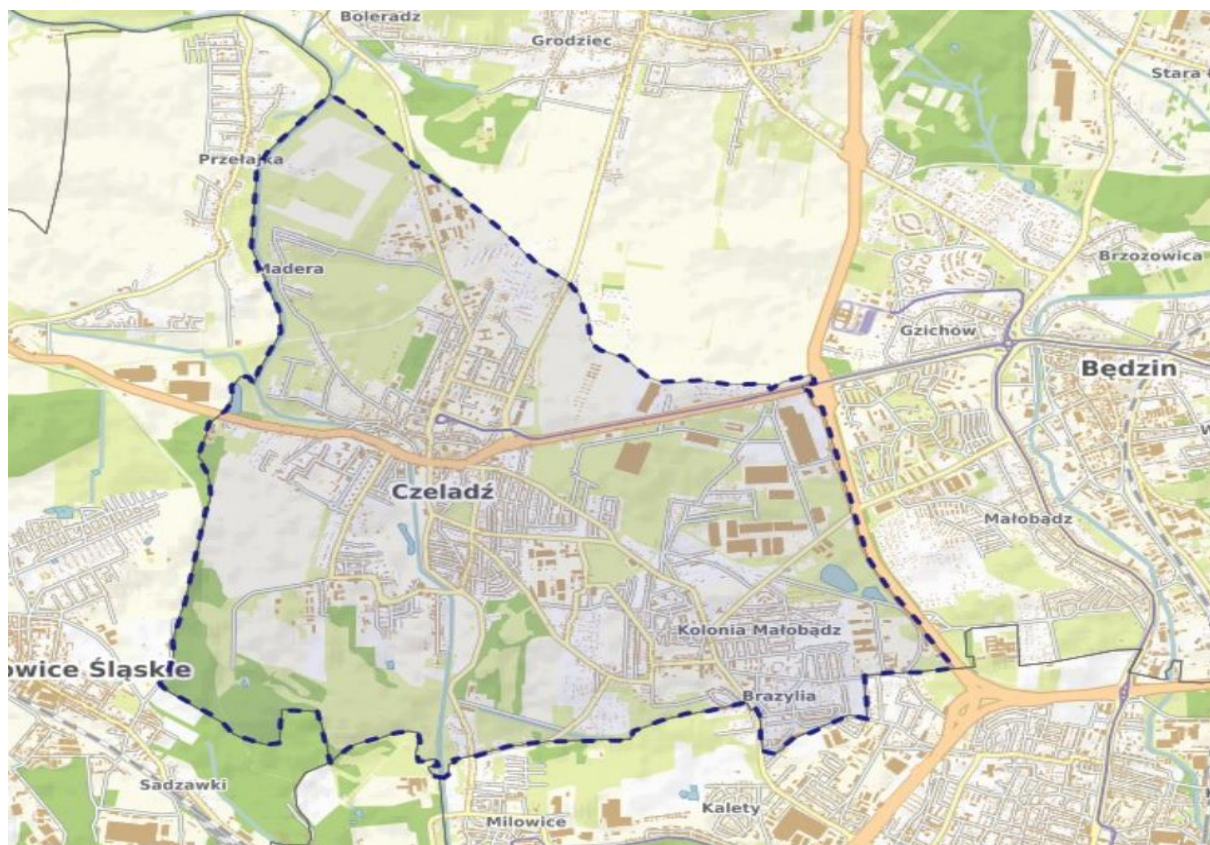 Boleradz
Grodziec
Stara
Przełajka
Madera
Brzozowica
Gzichów
Będzin
Czeladź
Małobądz
Kolonia Małobądz
owice Śląskie
Brazylia
Sadzawki
Kalety
Milowice